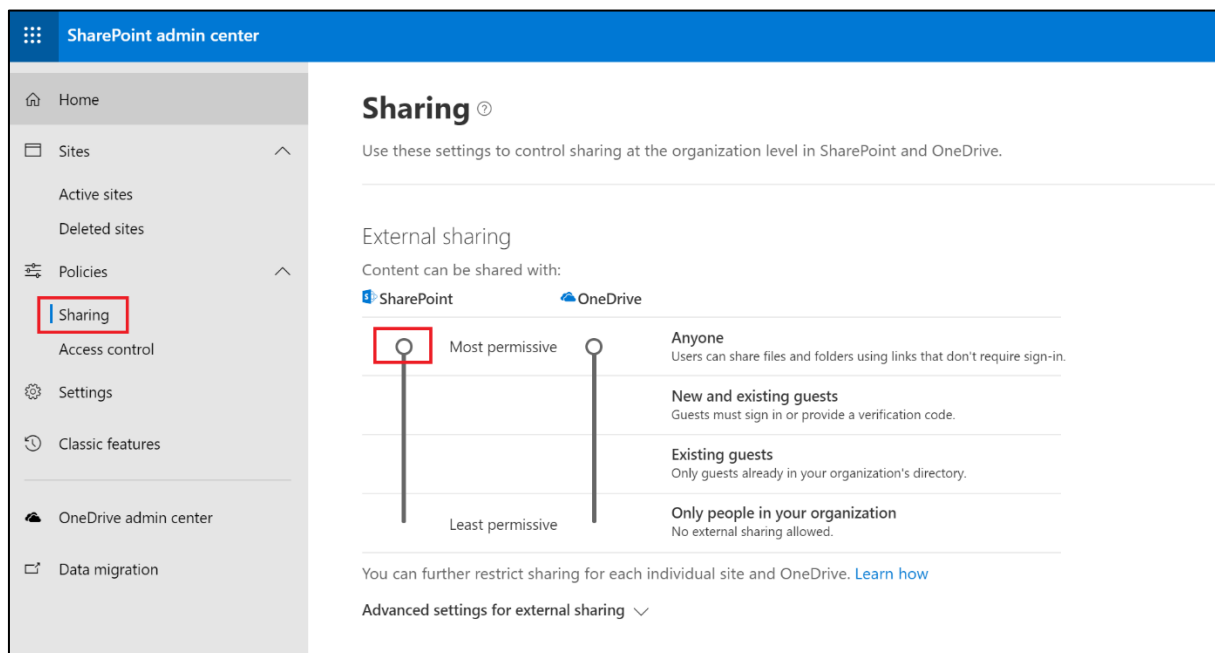 SharePoint admin center
Home
Sites
Active sites
Deleted sites
Policies
Sharing
Access control
Settings
Classic features
OneDrive admin center
Data migration
Sharing
Use these settings to control sharing at the organization level in SharePoint and OneDrive.
External sharing
Content can be shared with:
SharePoint OneDrive
Most permissive
Anyone
Users can share files and folders using links that don't require sign-in.
New and existing guests
Guests must sign in or provide a verification code.
Existing guests
Only guests already in your organization's directory.
Least permissive
Only people in your organization
No external sharing allowed.
You can further restrict sharing for each individual site and OneDrive. Learn how
Advanced settings for external sharing